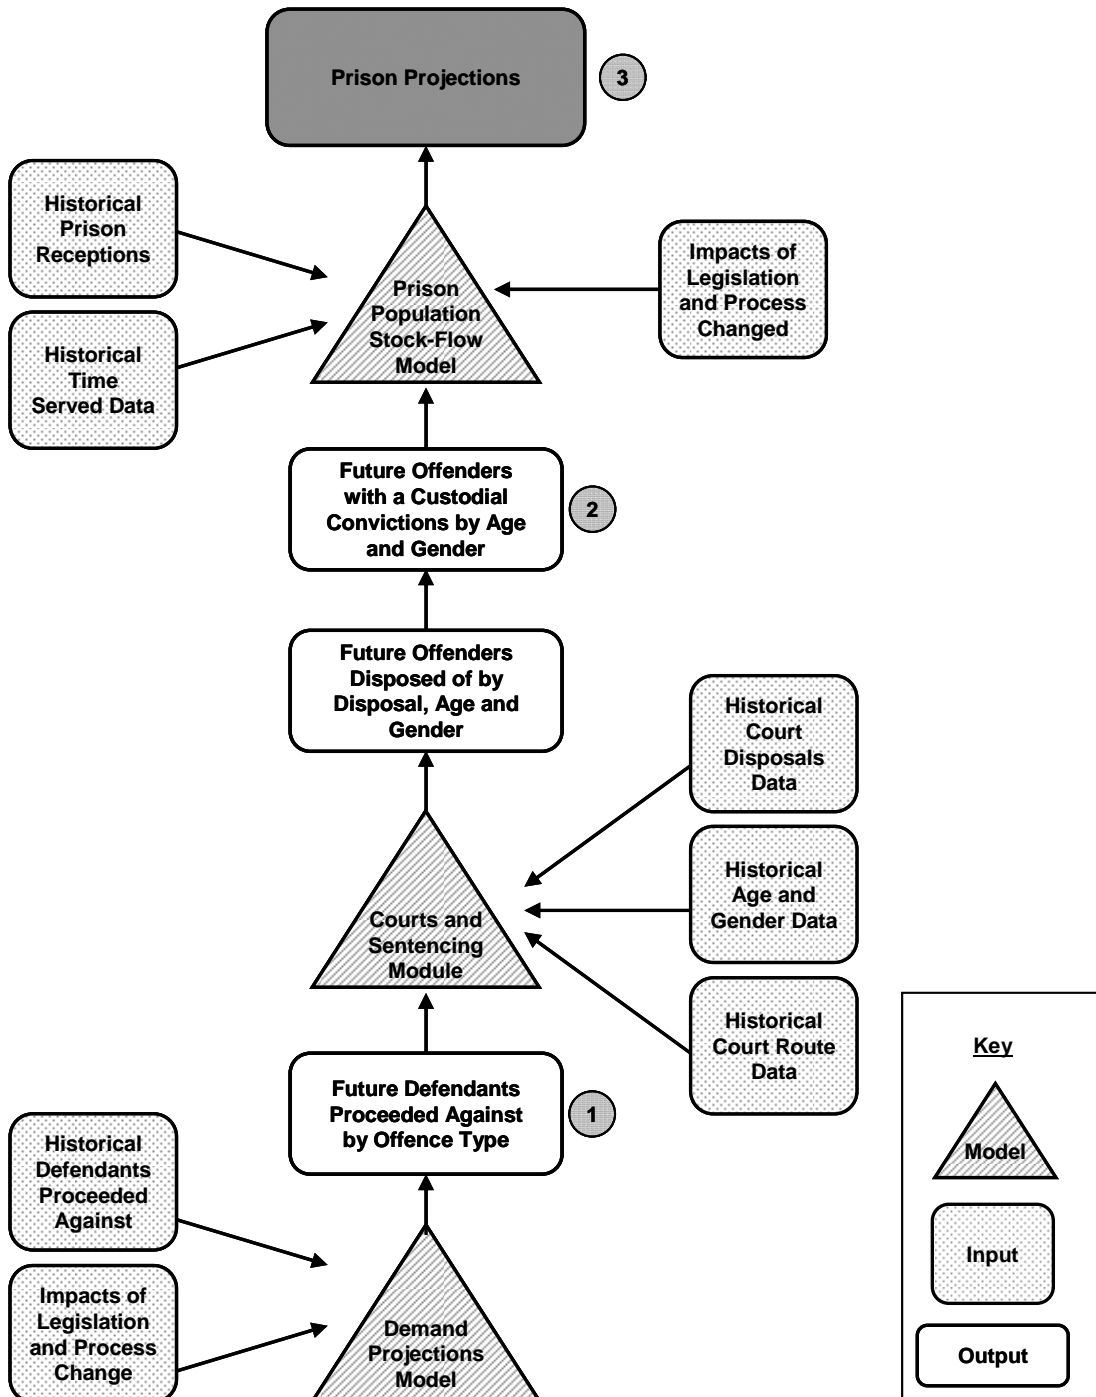 Prison Projections
3
Historical
Prison
Receptions
Impacts of
Legislation
and Process
Changed
Prison
Population
Stock-Flow
Model
Historical
Time
Served Data
Future Offenders
with a Custodial
Convictions by Age
and Gender
2
Future Offenders
Disposed of by
Disposal, Age and
Gender
Historical
Court
Disposals
Data
Historical
Age and
Gender Data
Courts and
Sentencing
Module
Historical
Court Route
Data
Future Defendants
Proceeded Against
by Offence Type
1
Historical
Defendants
Proceeded
Against
Impacts of
Legislation
and Process
Change
Demand
Projections
Model
Key
Model
Input
Output